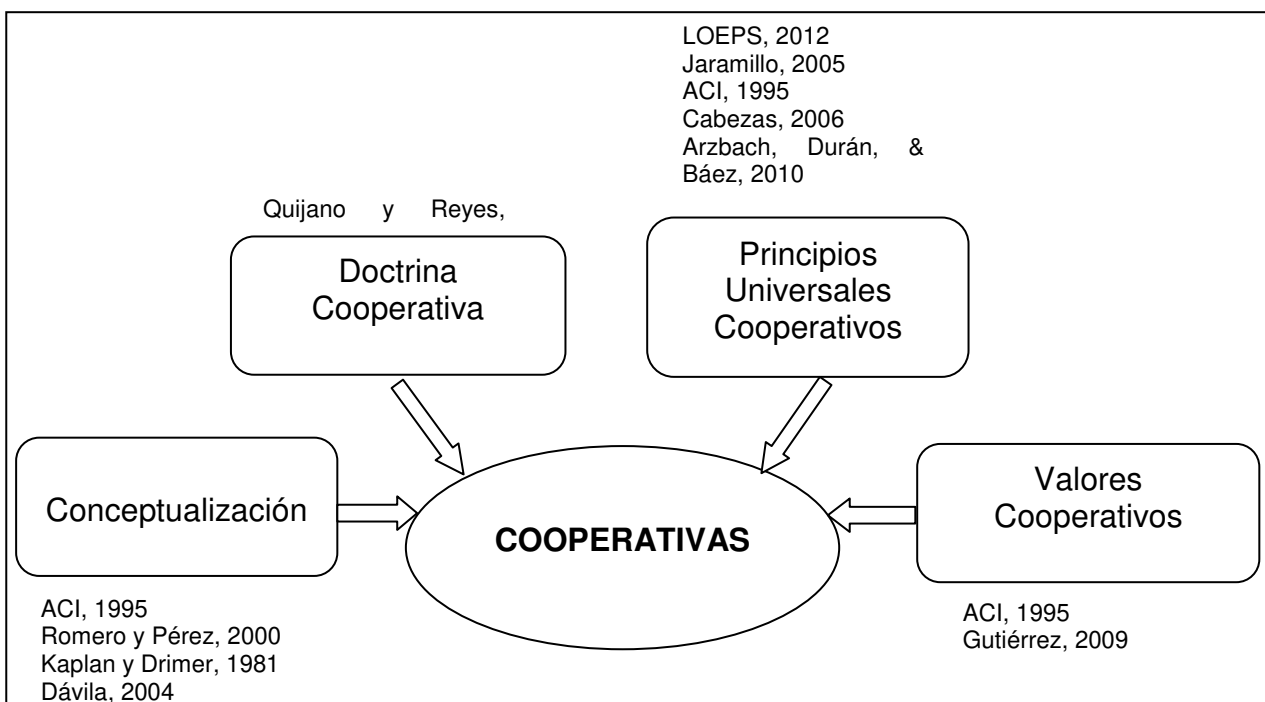 LOEPS, 2012
Jaramillo, 2005
ACI, 1995
Cabezas, 2006
Arzbach, Durán, &
Báez, 2010
Quijano y Reyes,
Doctrina
Cooperativa
Principios
Universales
Cooperativos
Conceptualización
COOPERATIVAS
Valores
Cooperativos
ACI, 1995
Romero y Pérez, 2000
Kaplan y Drimer, 1981
Dávila, 2004
ACI, 1995
Gutiérrez, 2009